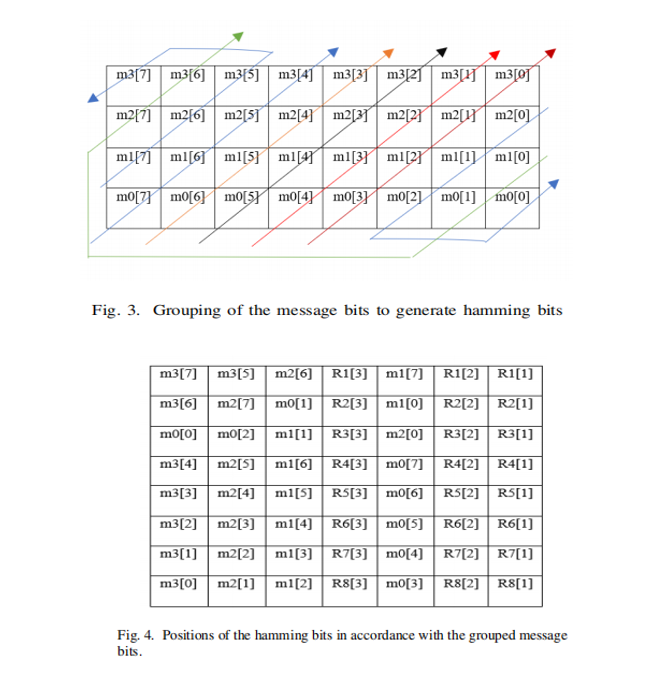 m3[7] m3[6] m3[5] m3[4] m3[3] m3[2] m3[1] m3[0]
m2[7] m2[6] m2[5] m2[4] m2[3] m2[2] m2[1] m2[0]
m1[7] m1[6] m1[5] m1[4] m1[3] m1[2] m1[1] m1[0]
m0[7] m0[6] m0[5] m0[4] m0[3] m0[2] m0[1] m0[0]
Fig. 3. Grouping of the message bits to generate hamming bits
m3[7] m3[5] m2[6] R1[3] m1[7] R1[2] R1[1]
m3[6] m2[7] m0[1] R2[3] m1[0] R2[2] R2[1]
m0[0] m0[2] m1[1] R3[3] m2[0] R3[2] R3[1]
m3[4] m2[5] m1[6] R4[3] m0[7] R4[2] R4[1]
m3[3] m2[4] m1[5] R5[3] m0[6] R5[2] R5[1]
m3[2] m2[3] m1[4] R6[3] m0[5] R6[2] R6[1]
m3[1] m2[2] m1[3] R7[3] m0[4] R7[2] R7[1]
m3[0] m2[1] m1[2] R8[3] m0[3] R8[2] R8[1]
Fig. 4. Positions of the hamming bits in accordance with the grouped message
bits.